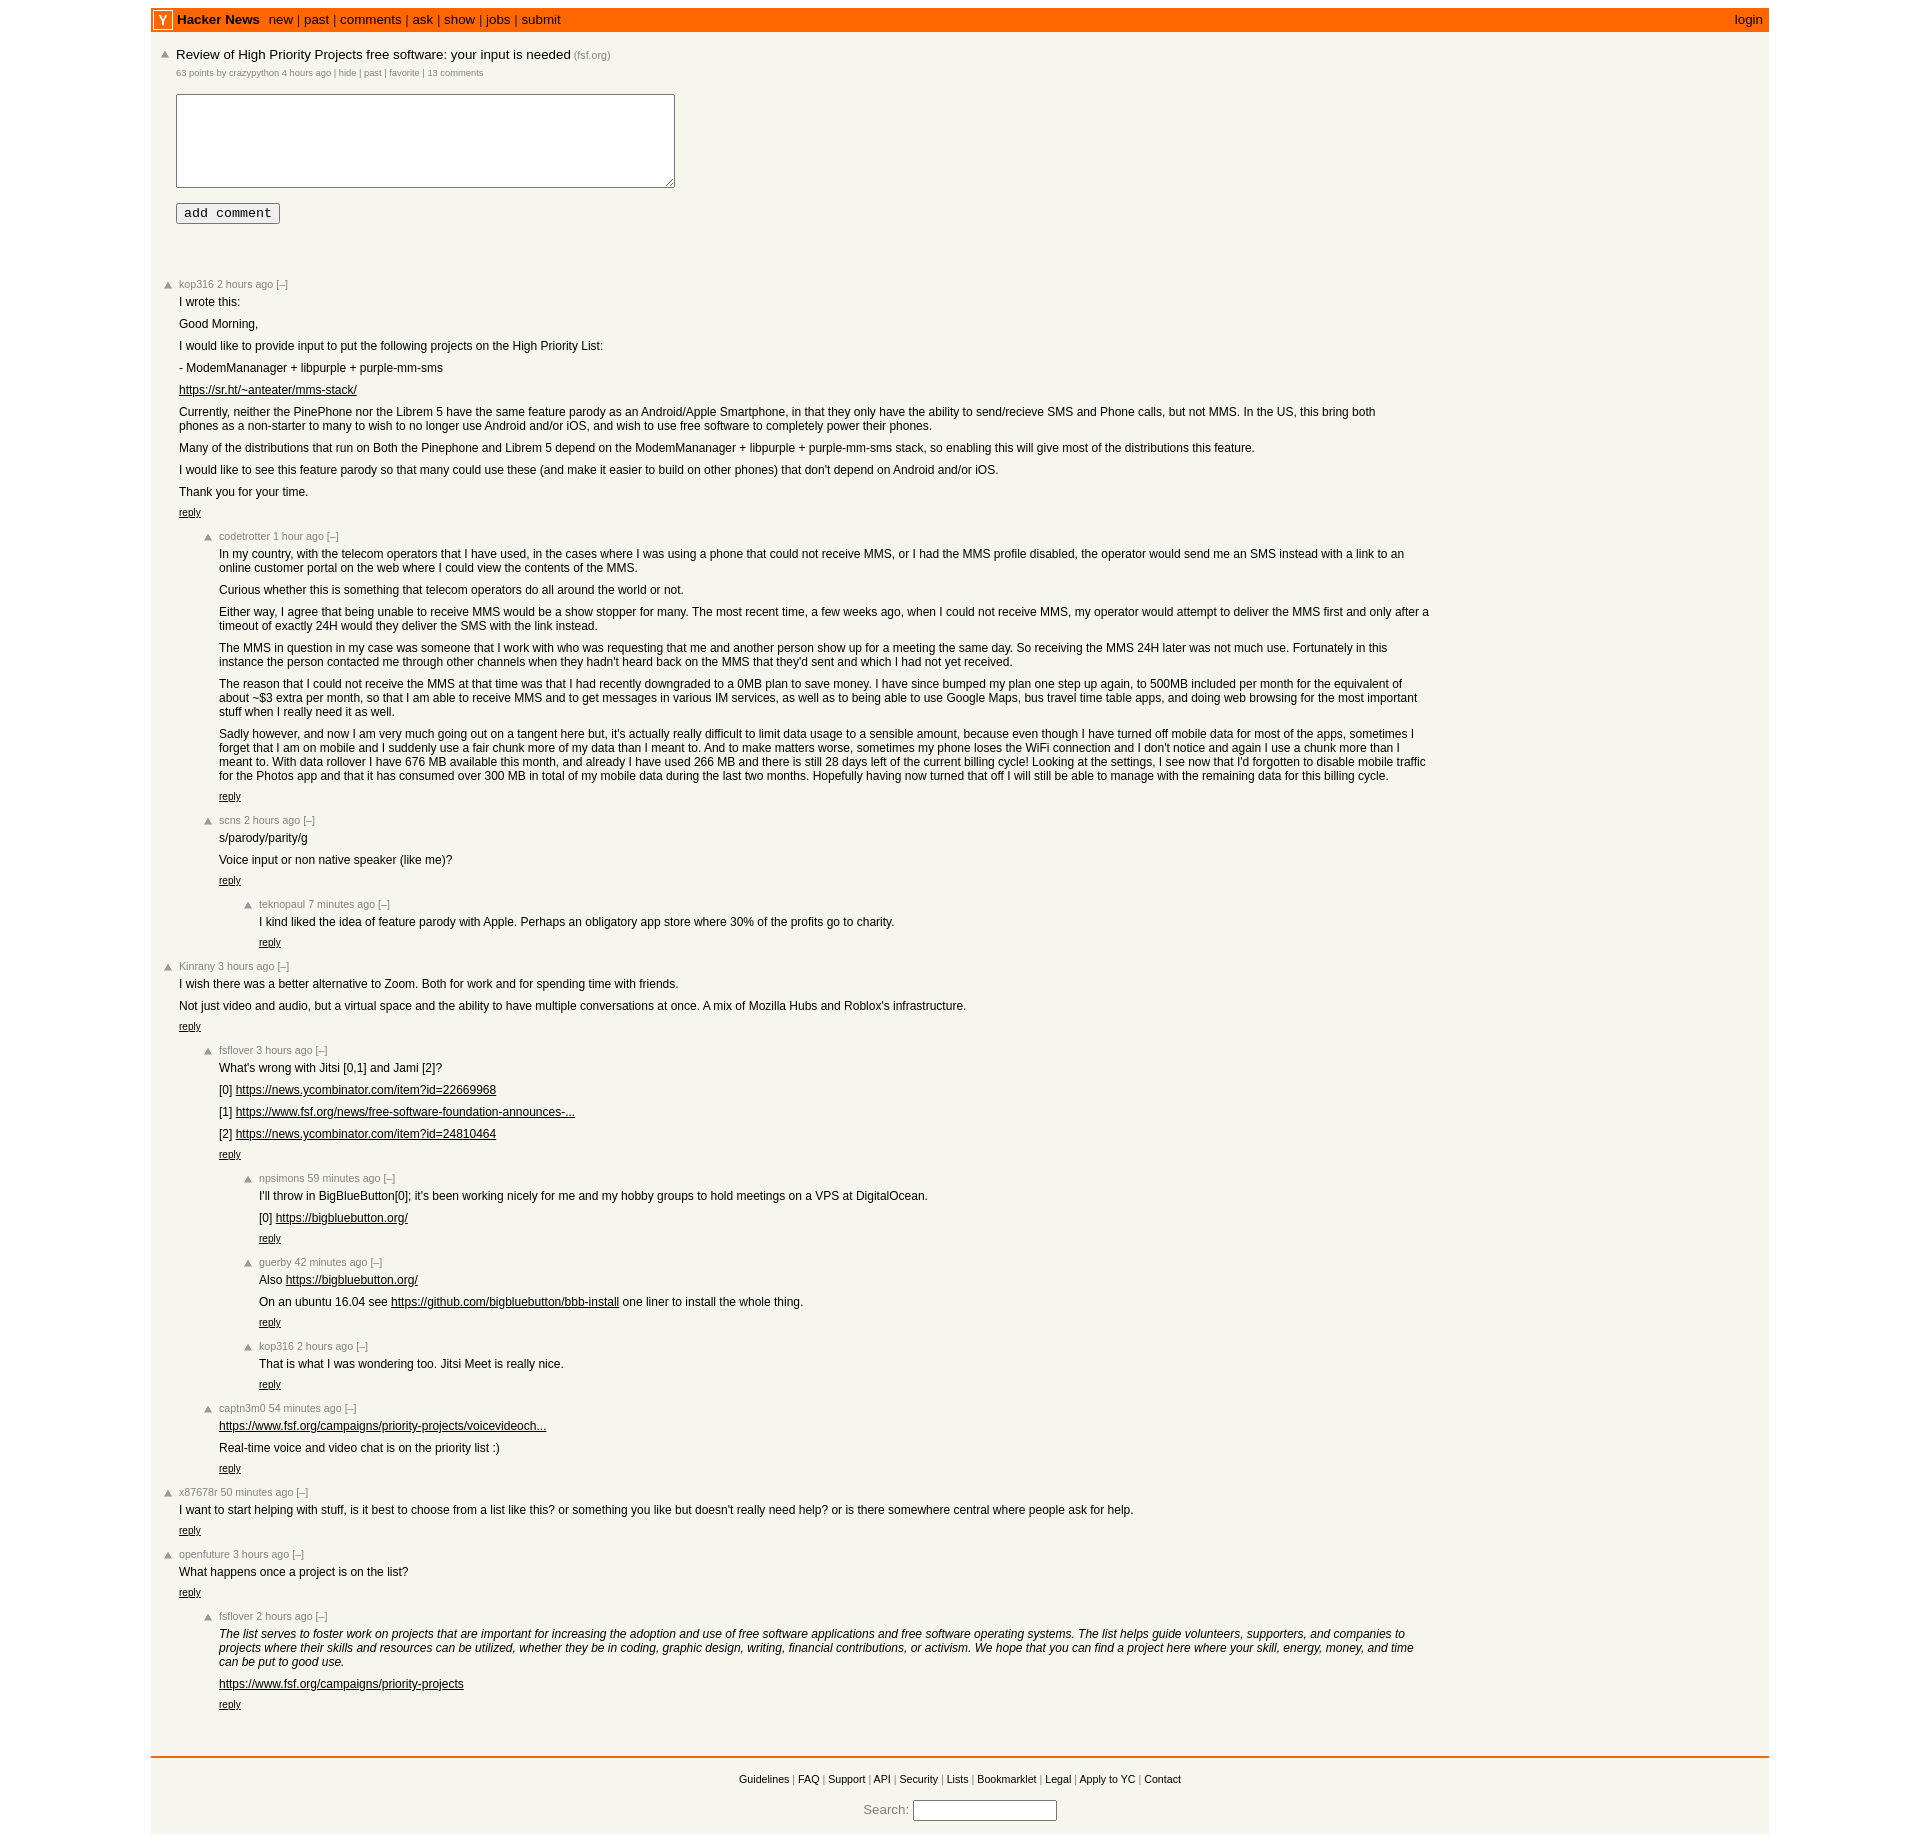 Y Hacker News new | past | comments | ask | show | jobs | submit login
Review of High Priority Projects free software: your input is needed (fsf.org)
63 points by crazypython 4 hours ago | hide | past | favorite | 13 comments
add comment
kop316 2 hours ago [–]
I wrote this:
Good Morning,
I would like to provide input to put the following projects on the High Priority List:
- ModemMananager + libpurple + purple-mm-sms
https://sr.ht/~anteater/mms-stack/
Currently, neither the PinePhone nor the Librem 5 have the same feature parody as an Android/Apple Smartphone, in that they only have the ability to send/recieve SMS and Phone calls, but not MMS. In the US, this bring both
phones as a non-starter to many to wish to no longer use Android and/or iOS, and wish to use free software to completely power their phones.
Many of the distributions that run on Both the Pinephone and Librem 5 depend on the ModemMananager + libpurple + purple-mm-sms stack, so enabling this will give most of the distributions this feature.
I would like to see this feature parody so that many could use these (and make it easier to build on other phones) that don't depend on Android and/or iOS.
Thank you for your time.
reply
codetrotter 1 hour ago [–]
In my country, with the telecom operators that I have used, in the cases where I was using a phone that could not receive MMS, or I had the MMS profile disabled, the operator would send me an SMS instead with a link to an
online customer portal on the web where I could view the contents of the MMS.
Curious whether this is something that telecom operators do all around the world or not.
Either way, I agree that being unable to receive MMS would be a show stopper for many. The most recent time, a few weeks ago, when I could not receive MMS, my operator would attempt to deliver the MMS first and only after a
timeout of exactly 24H would they deliver the SMS with the link instead.
The MMS in question in my case was someone that I work with who was requesting that me and another person show up for a meeting the same day. So receiving the MMS 24H later was not much use. Fortunately in this
instance the person contacted me through other channels when they hadn't heard back on the MMS that they'd sent and which I had not yet received.
The reason that I could not receive the MMS at that time was that I had recently downgraded to a 0MB plan to save money. I have since bumped my plan one step up again, to 500MB included per month for the equivalent of
about ~$3 extra per month, so that I am able to receive MMS and to get messages in various IM services, as well as to being able to use Google Maps, bus travel time table apps, and doing web browsing for the most important
stuff when I really need it as well.
Sadly however, and now I am very much going out on a tangent here but, it's actually really difficult to limit data usage to a sensible amount, because even though I have turned off mobile data for most of the apps, sometimes I
forget that I am on mobile and I suddenly use a fair chunk more of my data than I meant to. And to make matters worse, sometimes my phone loses the WiFi connection and I don't notice and again I use a chunk more than I
meant to. With data rollover I have 676 MB available this month, and already I have used 266 MB and there is still 28 days left of the current billing cycle! Looking at the settings, I see now that I'd forgotten to disable mobile traffic
for the Photos app and that it has consumed over 300 MB in total of my mobile data during the last two months. Hopefully having now turned that off I will still be able to manage with the remaining data for this billing cycle.
reply
scns 2 hours ago [–]
s/parody/parity/g
Voice input or non native speaker (like me)?
reply
teknopaul 7 minutes ago [–]
I kind liked the idea of feature parody with Apple. Perhaps an obligatory app store where 30% of the profits go to charity.
reply
Kinrany 3 hours ago [–]
I wish there was a better alternative to Zoom. Both for work and for spending time with friends.
Not just video and audio, but a virtual space and the ability to have multiple conversations at once. A mix of Mozilla Hubs and Roblox's infrastructure.
reply
fsflover 3 hours ago [–]
What's wrong with Jitsi [0,1] and Jami [2]?
[0] https://news.ycombinator.com/item?id=22669968
[1] https://www.fsf.org/news/free-software-foundation-announces-...
[2] https://news.ycombinator.com/item?id=24810464
reply
npsimons 59 minutes ago [–]
I'll throw in BigBlueButton[0]; it's been working nicely for me and my hobby groups to hold meetings on a VPS at DigitalOcean.
[0] https://bigbluebutton.org/
reply
guerby 42 minutes ago [–]
Also https://bigbluebutton.org/
On an ubuntu 16.04 see https://github.com/bigbluebutton/bbb-install one liner to install the whole thing.
reply
kop316 2 hours ago [–]
That is what I was wondering too. Jitsi Meet is really nice.
reply
captn3m0 54 minutes ago [–]
https://www.fsf.org/campaigns/priority-projects/voicevideoch...
Real-time voice and video chat is on the priority list :)
reply
x87678r 50 minutes ago [–]
I want to start helping with stuff, is it best to choose from a list like this? or something you like but doesn't really need help? or is there somewhere central where people ask for help.
reply
openfuture 3 hours ago [–]
What happens once a project is on the list?
reply
fsflover 2 hours ago [–]
The list serves to foster work on projects that are important for increasing the adoption and use of free software applications and free software operating systems. The list helps guide volunteers, supporters, and companies to
projects where their skills and resources can be utilized, whether they be in coding, graphic design, writing, financial contributions, or activism. We hope that you can find a project here where your skill, energy, money, and time
can be put to good use.
https://www.fsf.org/campaigns/priority-projects
reply
Guidelines | FAQ | Support | API | Security | Lists | Bookmarklet | Legal | Apply to YC | Contact
Search: